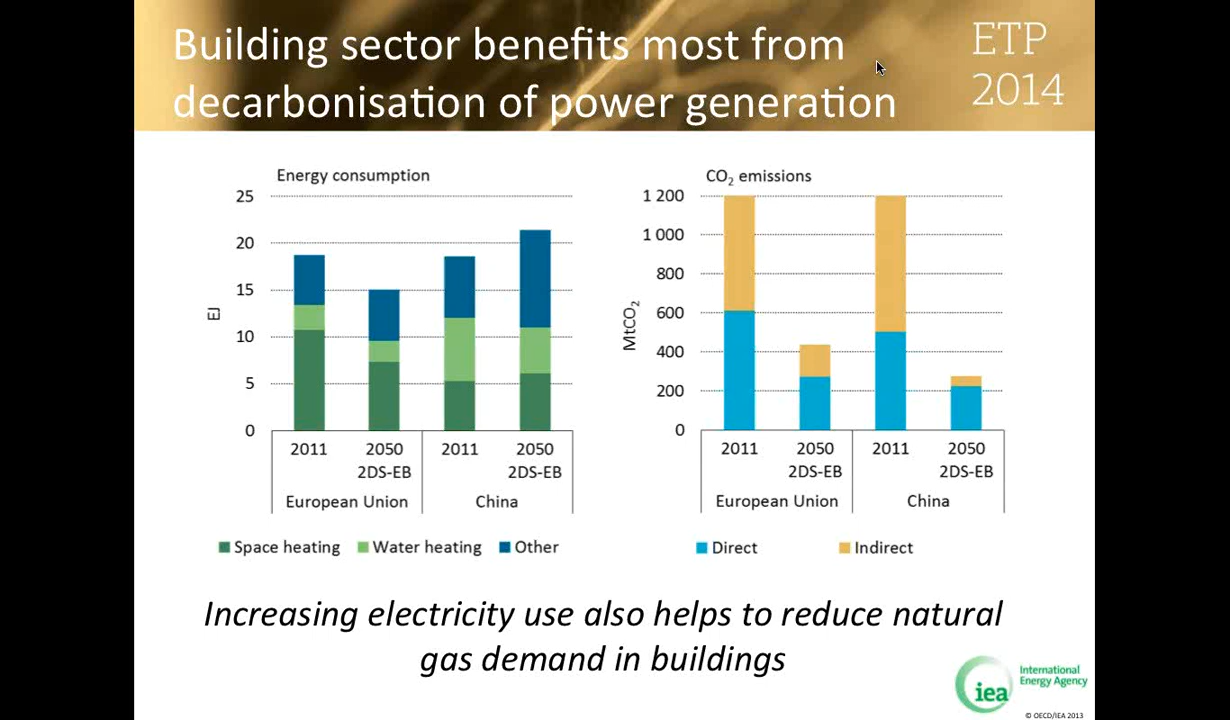 Building sector benefits most from
decarbonisation of power generation
ETP
2014
Energy consumption
25
20
15
10
5
0
EJ
2011
2050
2DS-EB
2011
2050
2DS-EB
European Union
China
Space heating
Water heating
Other
CO₂ emissions
1 200
1 000
800
600
400
200
0
MtCO₂
2011
2050
2DS-EB
2011
2050
2DS-EB
European Union
China
Direct
Indirect
Increasing electricity use also helps to reduce natural
gas demand in buildings
iea
International
Energy Agency
© OECD/IEA 2013